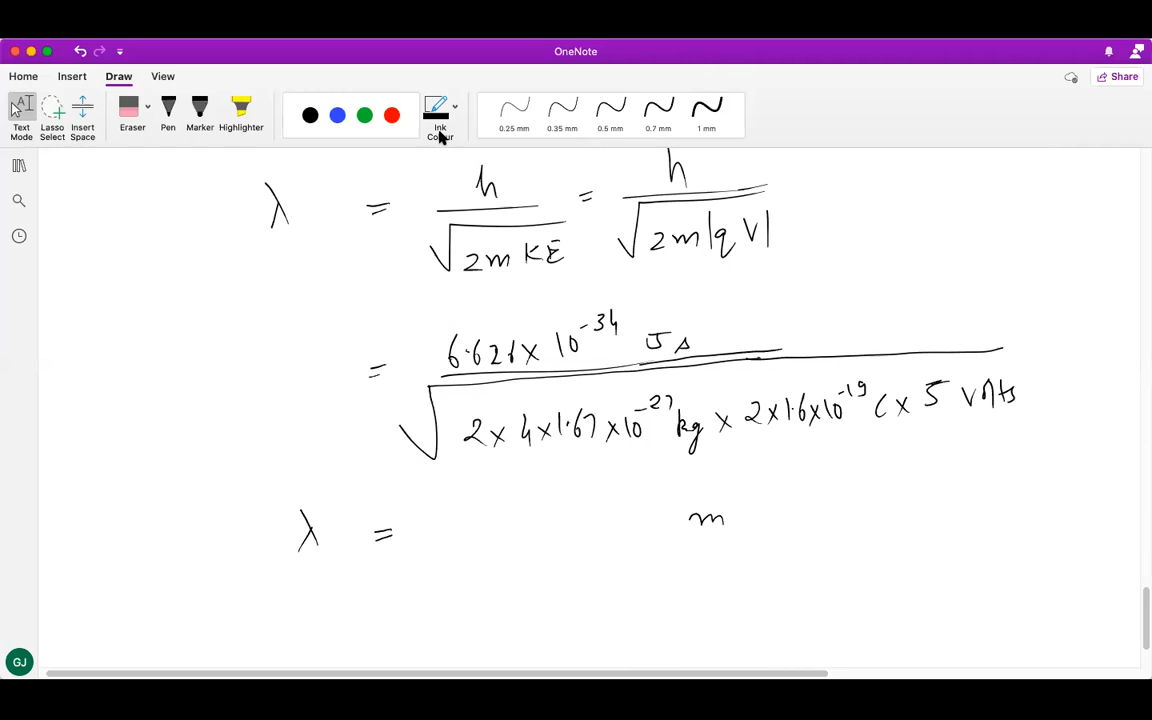 OneNote
Home Insert Draw View Share
Text Mode Lasso Select Insert Space Eraser Pen Marker Highlighter Ink Colour 0.25 mm 0.35 mm 0.5 mm 0.7 mm 1 mm
λ = h / √2m KE = h / √2m|qV|
= 6.626 × 10^-34 J s / √2 × 4 × 1.67 × 10^-27 kg × 2 × 1.6 × 10^-19 C × 5 Volts
λ = m
GJ